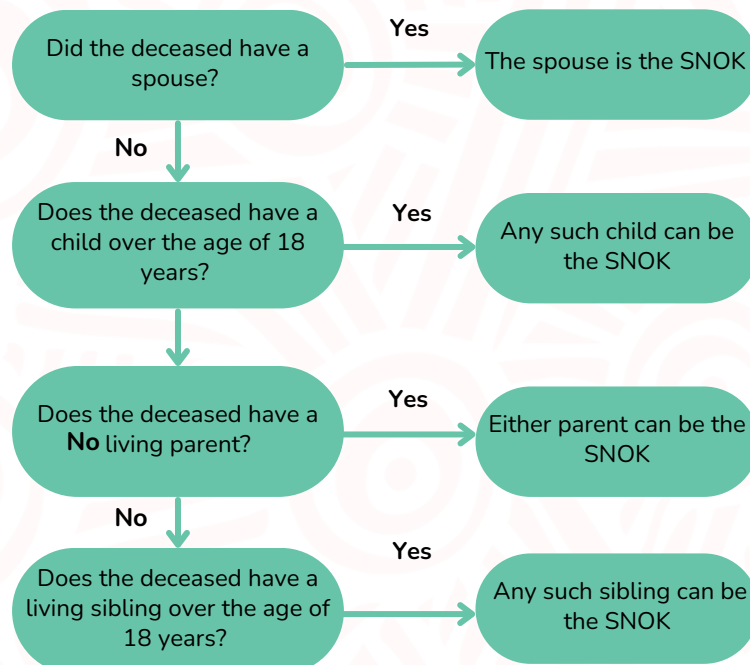 Did the deceased have a
spouse?
Yes
The spouse is the SNOK
No
Does the deceased have a
child over the age of 18
years?
Yes
Any such child can be
the SNOK
Does the deceased have a
No living parent?
Yes
Either parent can be the
SNOK
No
Does the deceased have a
living sibling over the age of
18 years?
Yes
Any such sibling can be
the SNOK